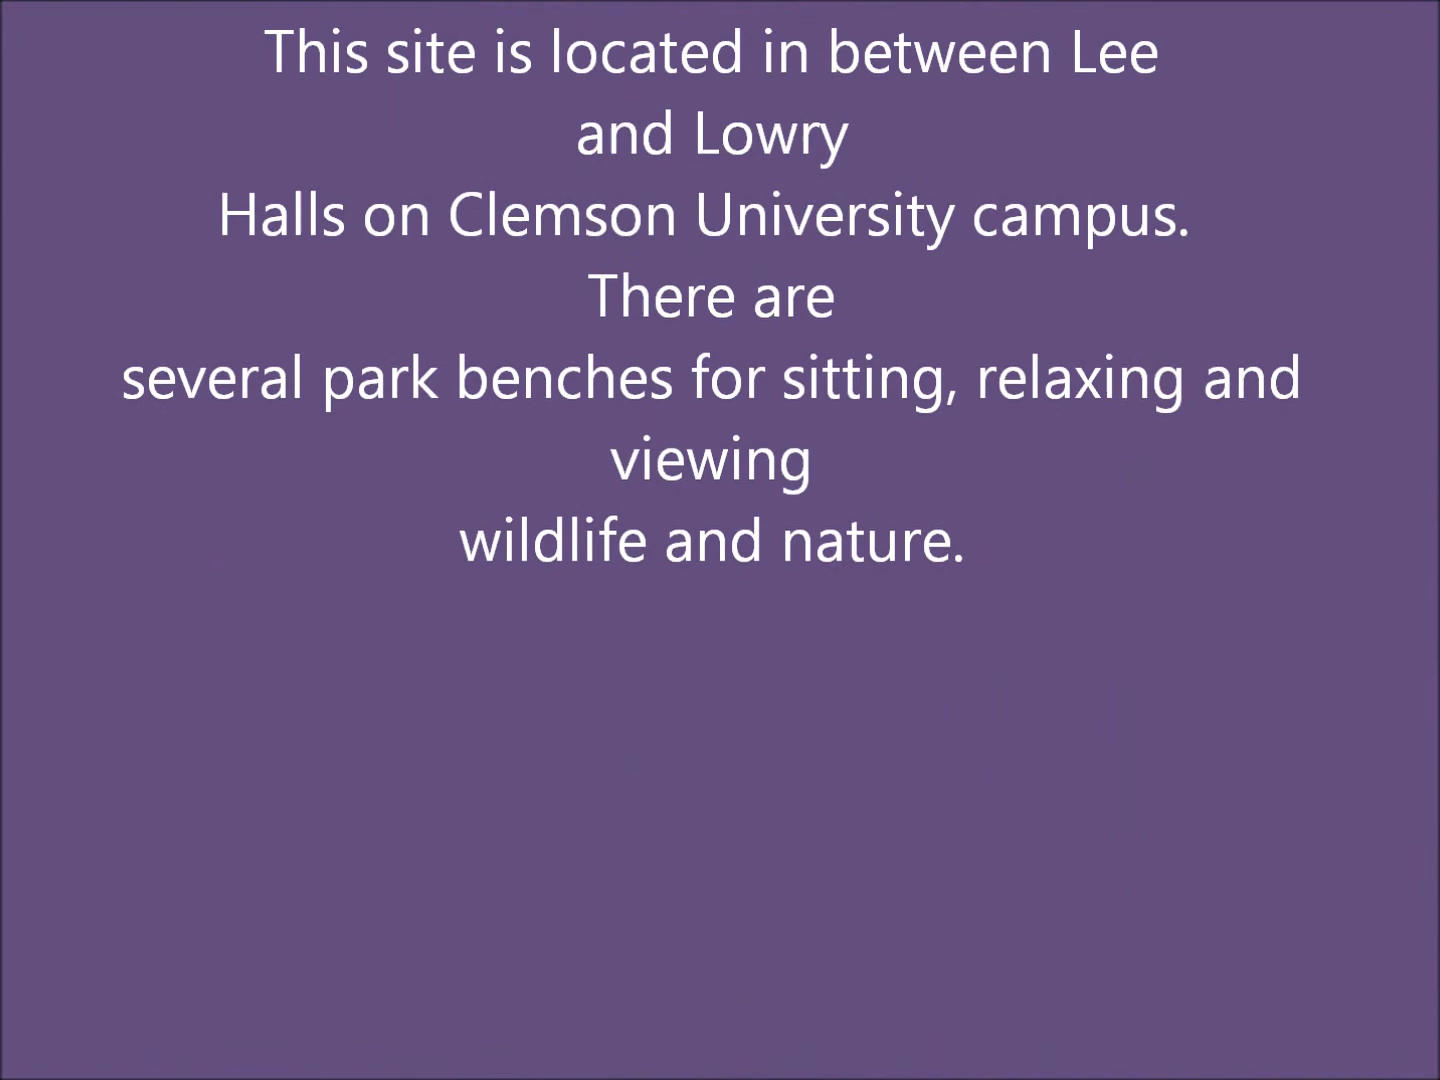 This site is located in between Lee
and Lowry
Halls on Clemson University campus.
There are
several park benches for sitting, relaxing and
viewing
wildlife and nature.